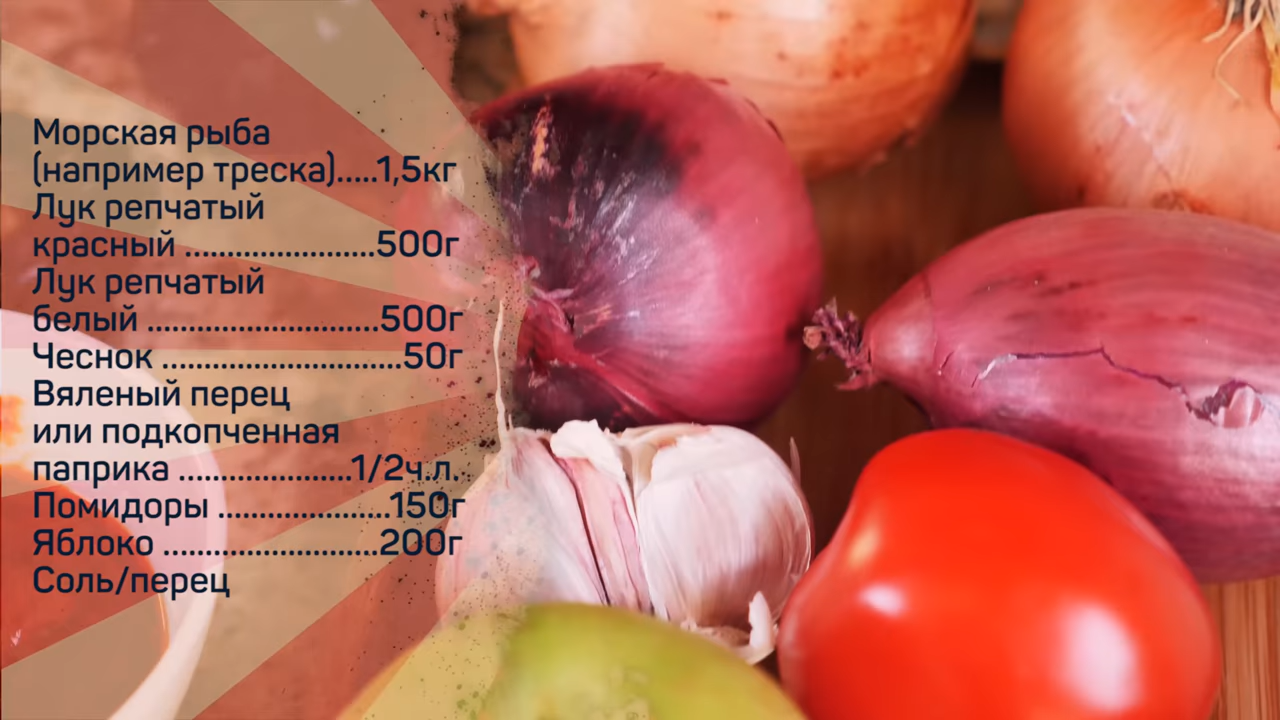 Морская рыба
(например треска).....1,5кг
Лук репчатый
красный ......................500г
Лук репчатый
белый ...........................500г
Чеснок ............................50г
Вяленый перец
или подкопченная
паприка ....................1/2ч.л.
Помидоры ....................150г
Яблоко .........................200г
Соль/перец